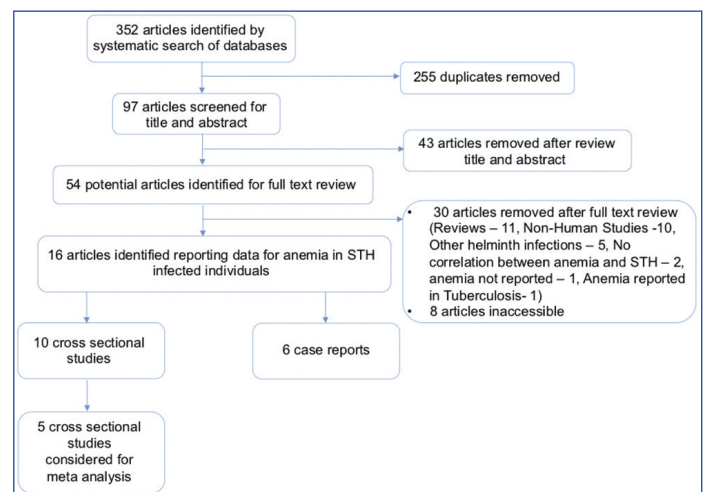 352 articles identified by
systematic search of databases
255 duplicates removed
97 articles screened for
title and abstract
43 articles removed after review
title and abstract
54 potential articles identified for full text review
• 30 articles removed after full text review
(Reviews – 11, Non-Human Studies -10,
Other helminth infections – 5, No
correlation between anemia and STH – 2,
anemia not reported – 1, Anemia reported
in Tuberculosis- 1)
• 8 articles inaccessible
16 articles identified reporting data for anemia in STH
infected individuals
10 cross sectional
studies
6 case reports
5 cross sectional
studies
considered for
meta analysis